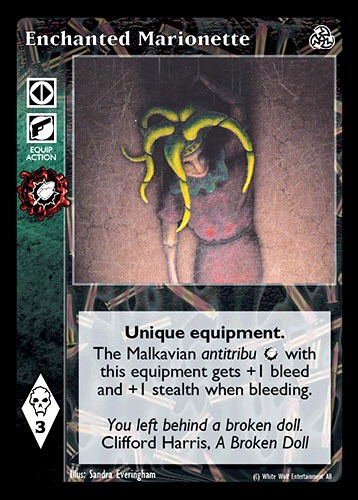 Enchanted Marionette
EQUIP
ACTION
Unique equipment.
The Malkavian antitribu with
this equipment gets +1 bleed
and +1 stealth when bleeding.
You left behind a broken doll.
Clifford Harris, A Broken Doll
3
Illus: Sandra Everingham
(C) White Wolf Entertainment AB